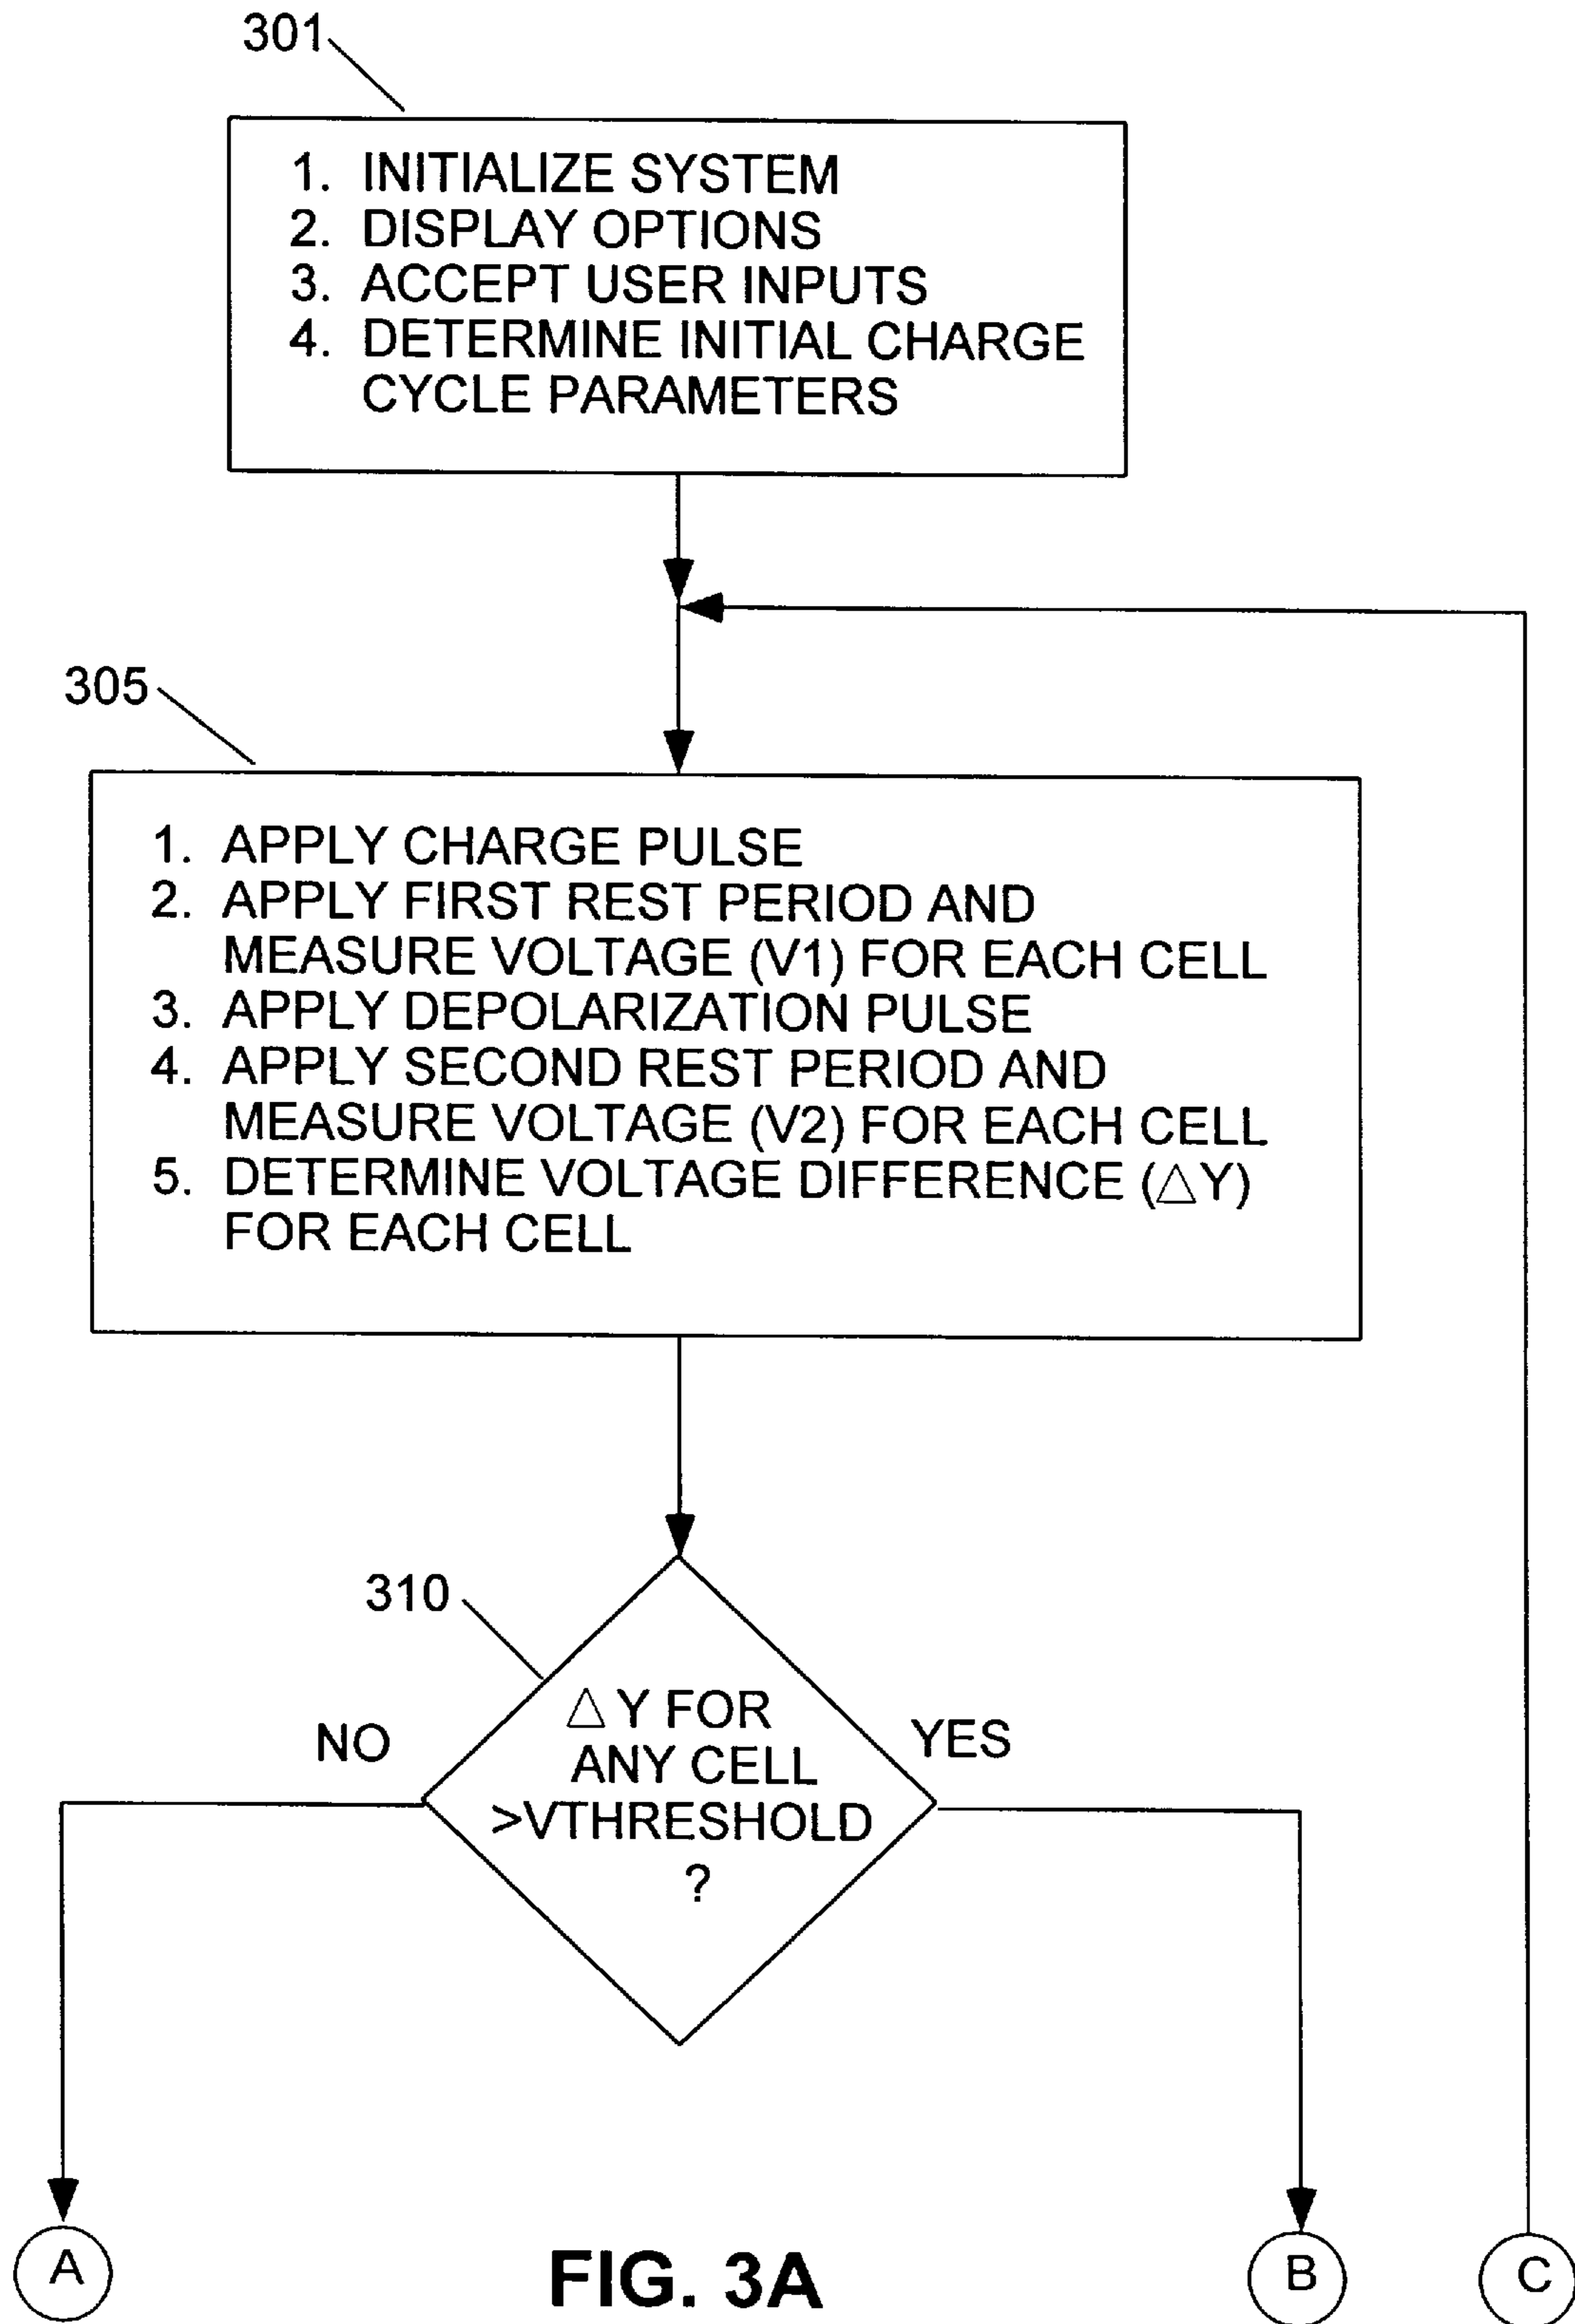 301
1. INITIALIZE SYSTEM
2. DISPLAY OPTIONS
3. ACCEPT USER INPUTS
4. DETERMINE INITIAL CHARGE
CYCLE PARAMETERS
305
1. APPLY CHARGE PULSE
2. APPLY FIRST REST PERIOD AND
MEASURE VOLTAGE (V1) FOR EACH CELL
3. APPLY DEPOLARIZATION PULSE
4. APPLY SECOND REST PERIOD AND
MEASURE VOLTAGE (V2) FOR EACH CELL
5. DETERMINE VOLTAGE DIFFERENCE (△Y)
FOR EACH CELL
310
△ Y FOR
ANY CELL
>VTHRESHOLD
?
NO
YES
A
FIG. 3A
B
C